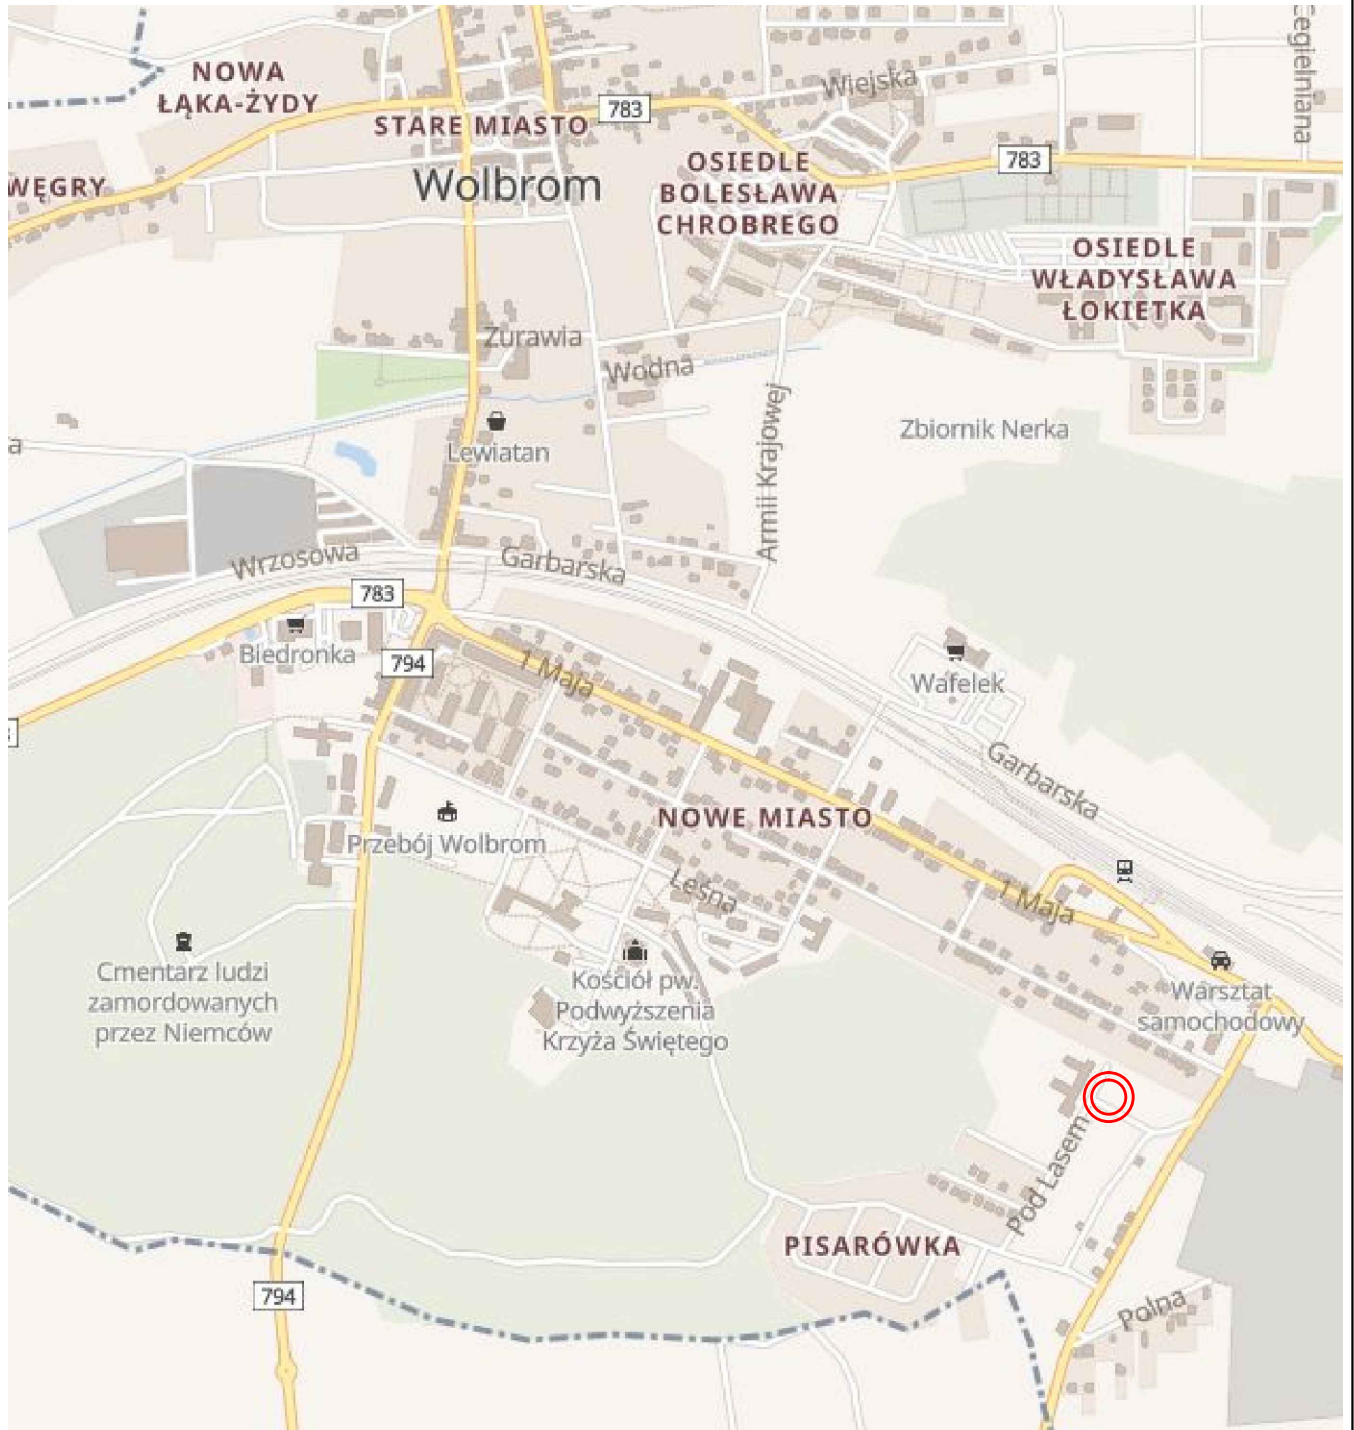 Cegielniana
NOWA
ŁĄKA-ŻYDY
Wiejska
783
STARE MIASTO
783
WĘGRY
Wolbrom
OSIEDLE
BOLESŁAWA
CHROBREGO
OSIEDLE
WŁADYSŁAWA
ŁOKIETKA
Żurawia
Wodna
Armii Krajowej
Zbiornik Nerka
a
Lewiatan
Wrzosowa
Garbarska
783
Biedronka
794
1 Maja
Wafelek
Garbarska
NOWE MIASTO
Przebój Wolbrom
Leśna
1 Maja
Cmentarz ludzi
zamordowanych
przez Niemców
Kościół pw.
Podwyższenia
Krzyża Świętego
Warsztat
samochodowy
Pod Lasem
PISARÓWKA
794
Polna